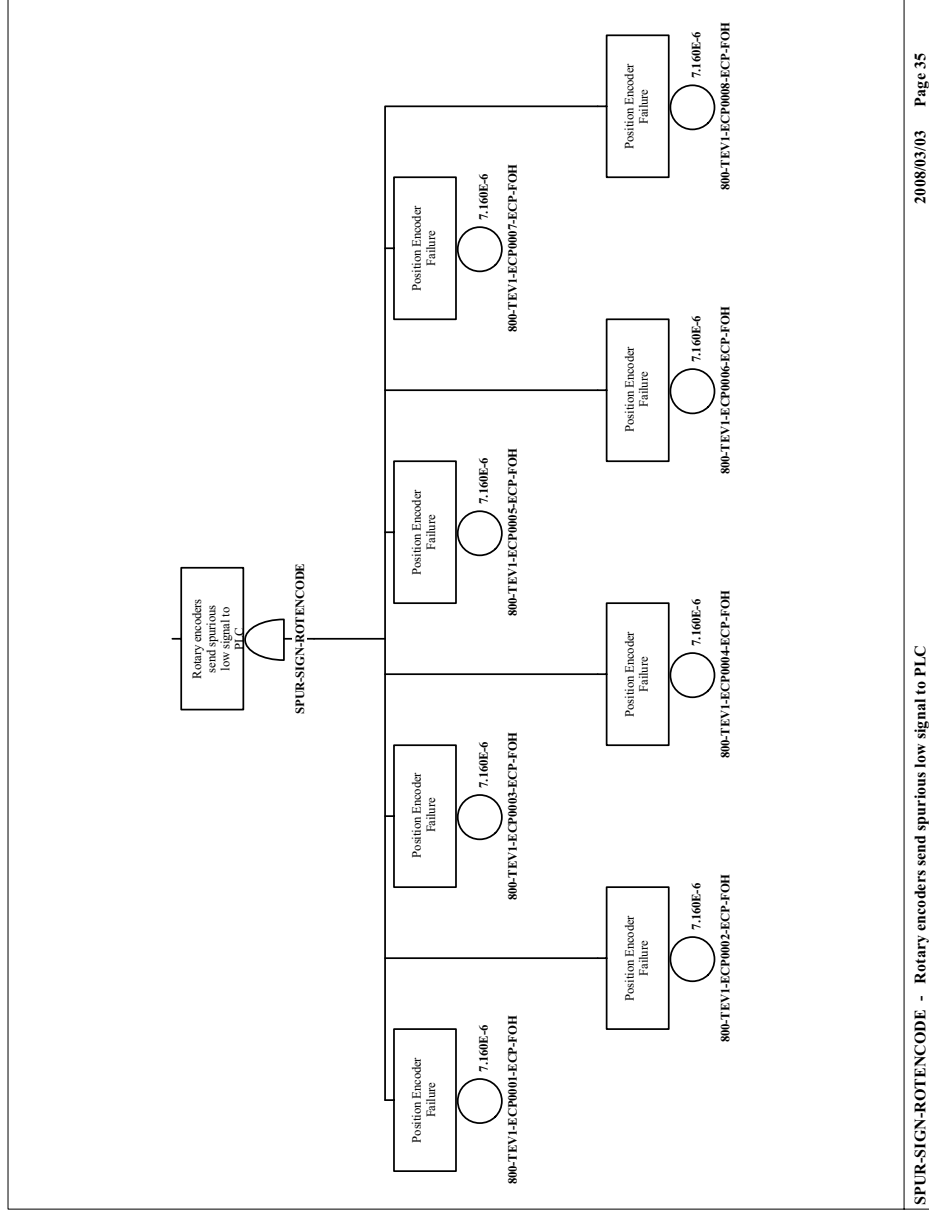 Rotary encoders
send spurious
low signal to
PLC
SPUR-SIGN-ROTENCODE
Position Encoder
Failure
7.160E-6
800-TEV1-ECP0001-ECP-FOH
Position Encoder
Failure
7.160E-6
800-TEV1-ECP0002-ECP-FOH
Position Encoder
Failure
7.160E-6
800-TEV1-ECP0003-ECP-FOH
Position Encoder
Failure
7.160E-6
800-TEV1-ECP0004-ECP-FOH
Position Encoder
Failure
7.160E-6
800-TEV1-ECP0005-ECP-FOH
Position Encoder
Failure
7.160E-6
800-TEV1-ECP0006-ECP-FOH
Position Encoder
Failure
7.160E-6
800-TEV1-ECP0007-ECP-FOH
Position Encoder
Failure
7.160E-6
800-TEV1-ECP0008-ECP-FOH
SPUR-SIGN-ROTENCODE - Rotary encoders send spurious low signal to PLC
2008/03/03 Page 35